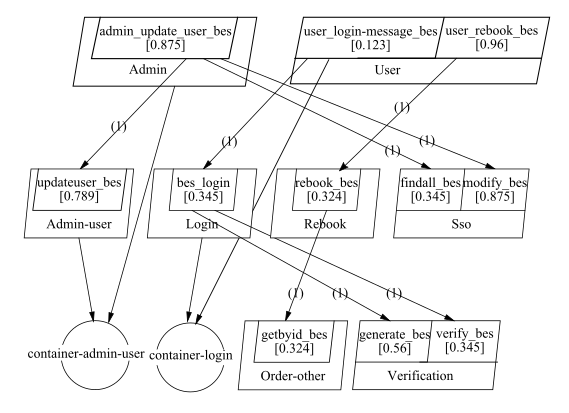 admin_update_user_bes
[0.875]
Admin
user_login-message_bes
[0.123]
user_rebook_bes
[0.96]
User
(1)
(1)
(1)
(1)
(1)
updateuser_bes
[0.789]
Admin-user
bes_login
[0.345]
Login
rebook_bes
[0.324]
Rebook
findall_bes
[0.345]
modify_bes
[0.875]
Sso
(1)
(1)
(1)
container-admin-user
container-login
getbyid_bes
[0.324]
Order-other
generate_bes
[0.56]
verify_bes
[0.345]
Verification